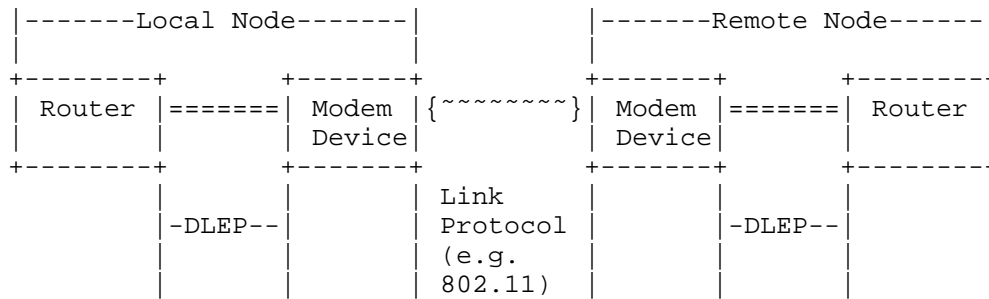 |-------Local Node-------|          |-------Remote Node------
|                        |          |
+--------+       +-------+          +-------+       +--------
| Router |=======| Modem |{~~~~~~~~}| Modem |=======| Router
|        |       | Device|          | Device|       |
+--------+       +-------+          +-------+       +--------
         |       |       | Link     |       |       |
         |-DLEP--|       | Protocol |       |-DLEP--|
         |       |       | (e.g.    |       |       |
         |       |       | 802.11)  |       |       |